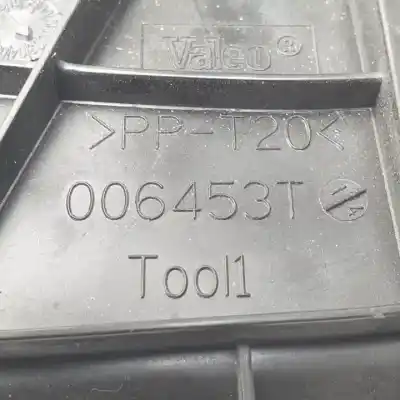 Valeo®
>PP-T20<
006453T
Tool1